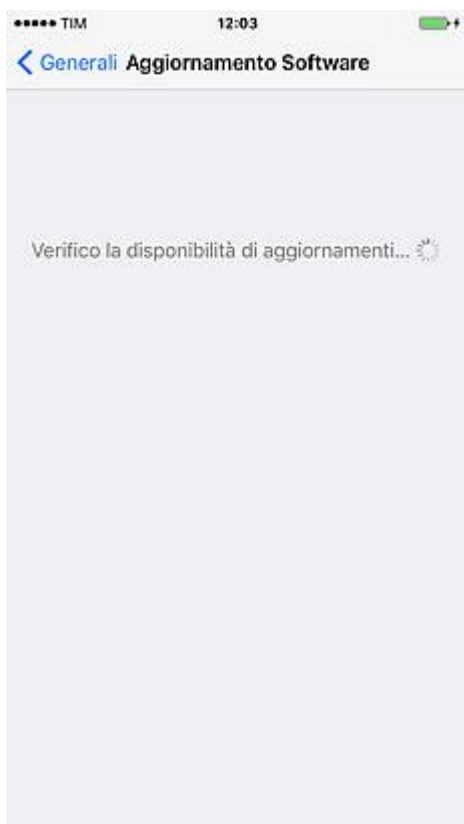 TIM 12:03
Generali Aggiornamento Software
Verifico la disponibilità di aggiornamenti...